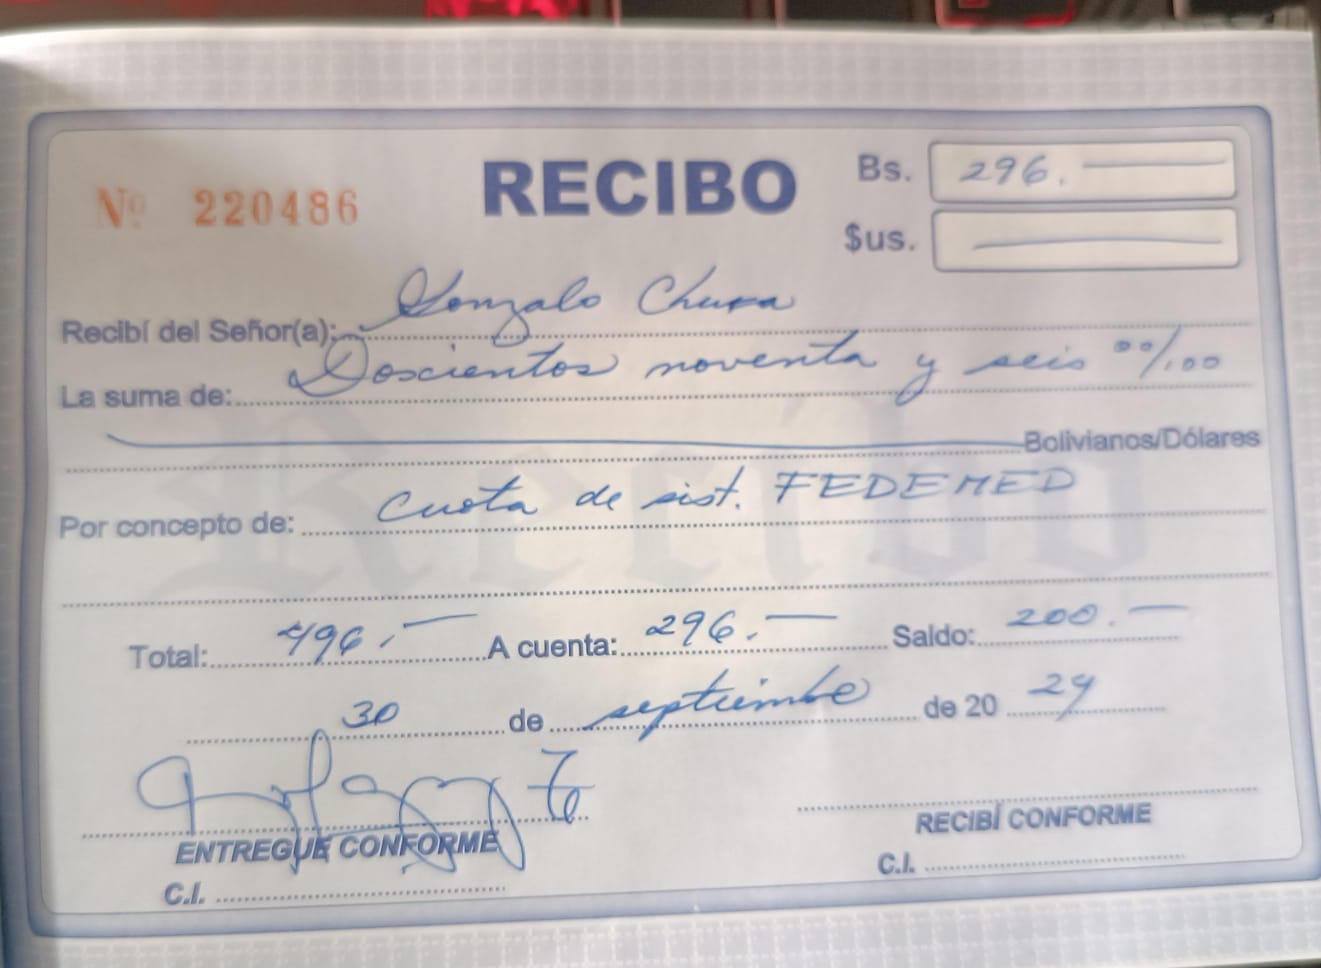 Nº 220486
RECIBO
Bs. 296.
$us.
Recibí del Señor(a): Gonzalo
La suma de: Doscientos noventa y seis 00/100
Bolivianos/Dólares
Por concepto de: Cuota de sist. FEDEMED
Total: 496.- A cuenta: 296.- Saldo: 200.-
30 de septiembre de 20 24
ENTREGUÉ CONFORME
C.I.
RECIBÍ CONFORME
C.I.